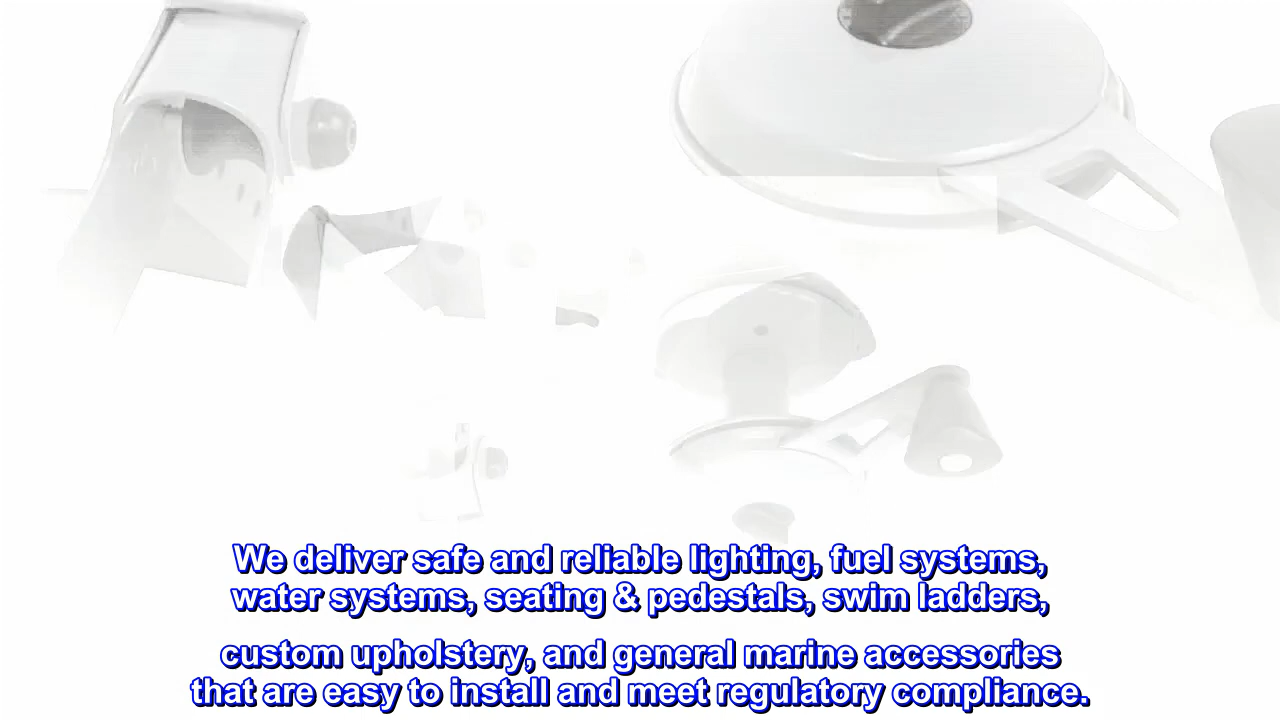 We deliver safe and reliable lighting, fuel systems,
water systems, seating & pedestals, swim ladders,
custom upholstery, and general marine accessories
that are easy to install and meet regulatory compliance.